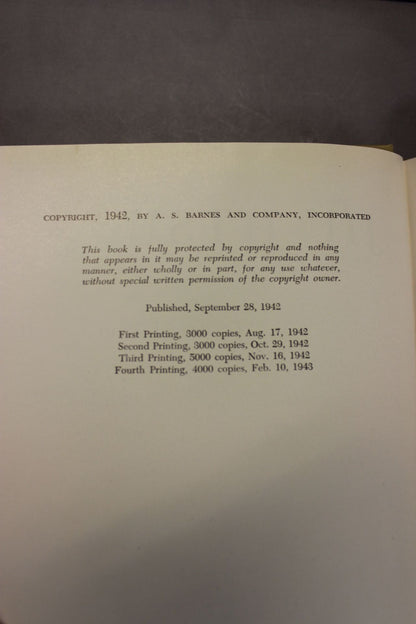 COPYRIGHT, 1942, BY A. S. BARNES AND COMPANY, INCORPORATED
This book is fully protected by copyright and nothing
that appears in it may be reprinted or reproduced in any
manner, either wholly or in part, for any use whatever,
without special written permission of the copyright owner.
Published, September 28, 1942
First Printing, 3000 copies, Aug. 17, 1942
Second Printing, 3000 copies, Oct. 29, 1942
Third Printing, 5000 copies, Nov. 16, 1942
Fourth Printing, 4000 copies, Feb. 10, 1943